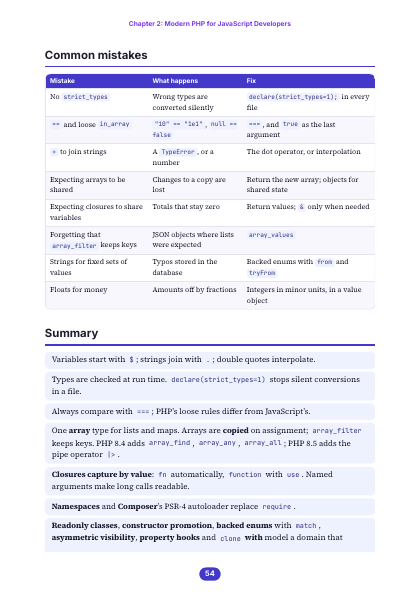 Chapter 2: Modern PHP for JavaScript Developers
Common mistakes
Mistake What happens Fix
No strict_types Wrong types are converted silently declare(strict_types=1); in every file
== and loose in_array "10" == "1e1", null == false ===, and true as the last argument
+ to join strings A TypeError, or a number The dot operator, or interpolation
Expecting arrays to be shared Changes to a copy are lost Return the new array; objects for shared state
Expecting closures to share variables Totals that stay zero Return values; & only when needed
Forgetting that array_filter keeps keys JSON objects where lists were expected array_values
Strings for fixed sets of values Typos stored in the database Backed enums with from and tryFrom
Floats for money Amounts off by fractions Integers in minor units, in a value object
Summary
Variables start with $; strings join with .; double quotes interpolate.
Types are checked at run time. declare(strict_types=1) stops silent conversions
in a file.
Always compare with ===; PHP's loose rules differ from JavaScript's.
One array type for lists and maps. Arrays are copied on assignment; array_filter
keeps keys. PHP 8.4 adds array_find, array_any, array_all; PHP 8.5 adds the
pipe operator |>.
Closures capture by value: fn automatically, function with use. Named
arguments make long calls readable.
Namespaces and Composer's PSR-4 autoloader replace require.
Readonly classes, constructor promotion, backed enums with match,
asymmetric visibility, property hooks and clone with model a domain that
54